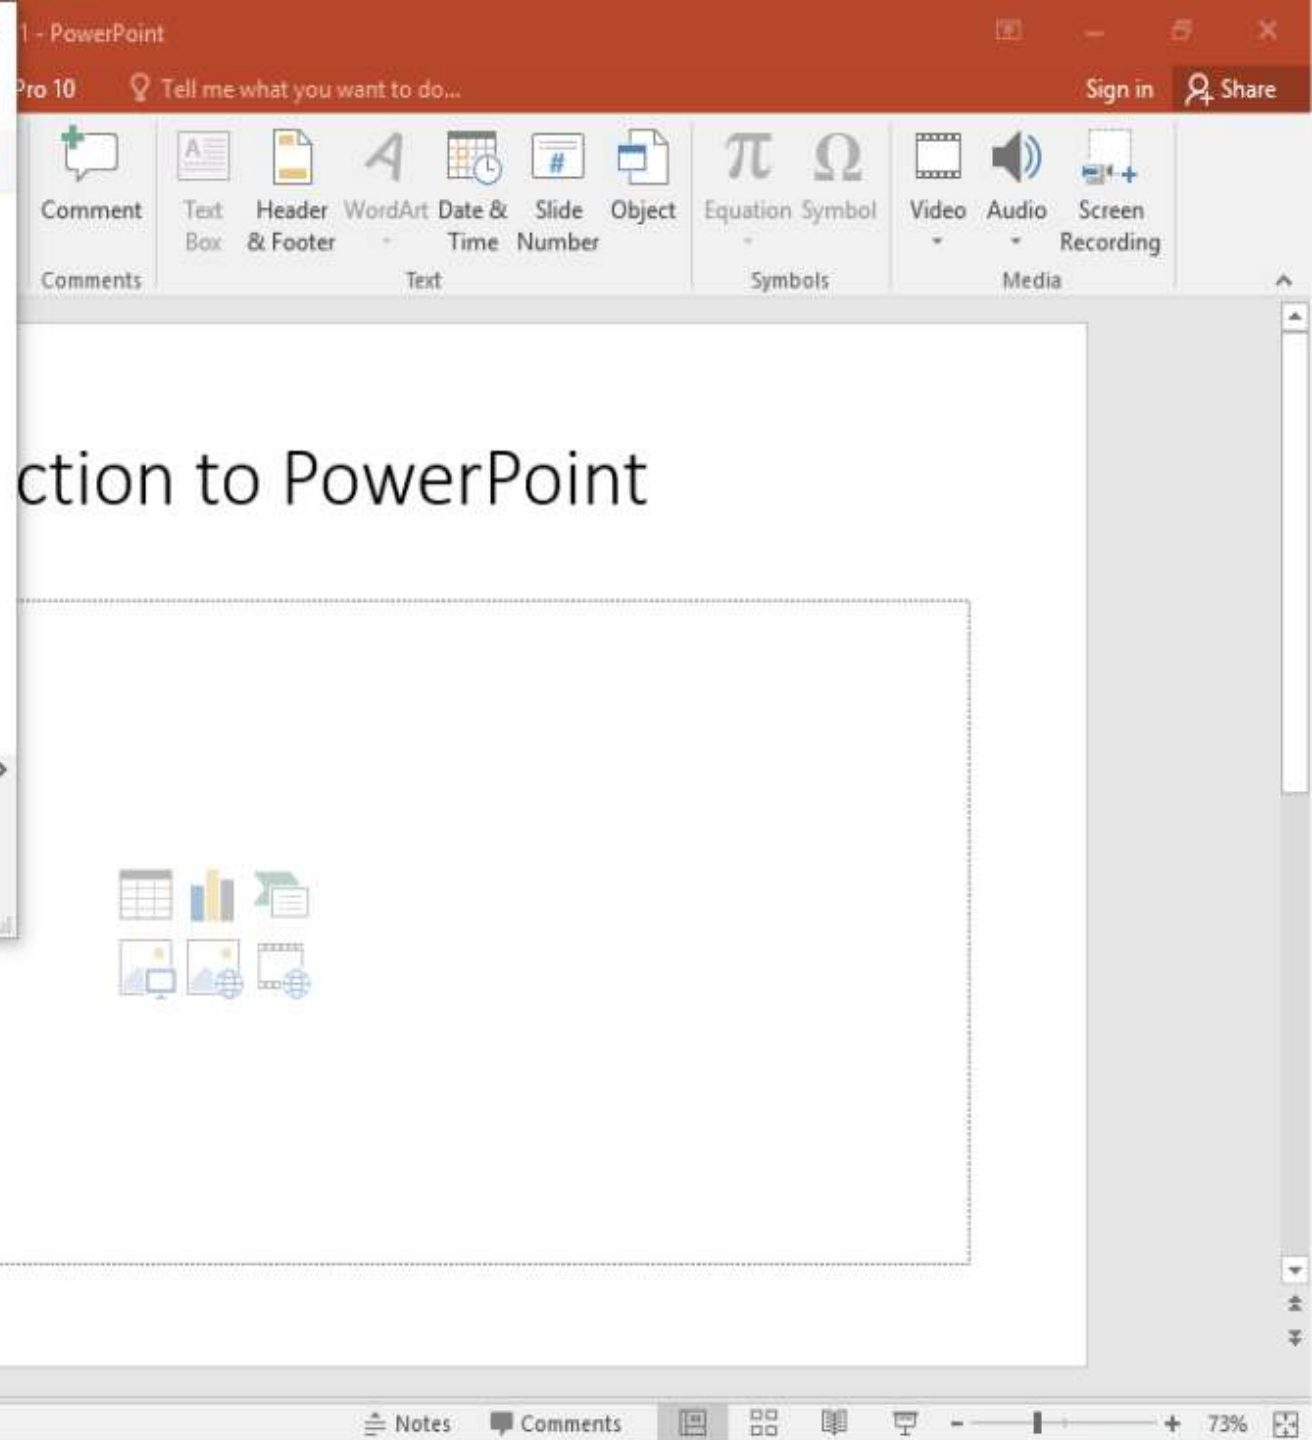 1 - PowerPoint
Pro 10 Tell me what you want to do... Sign in Share
Comment Text Header WordArt Date & Slide Object Equation Symbol Video Audio Screen
Box & Footer Time Number Recording
Comments Text Symbols Media
ction to PowerPoint
Notes Comments 73%